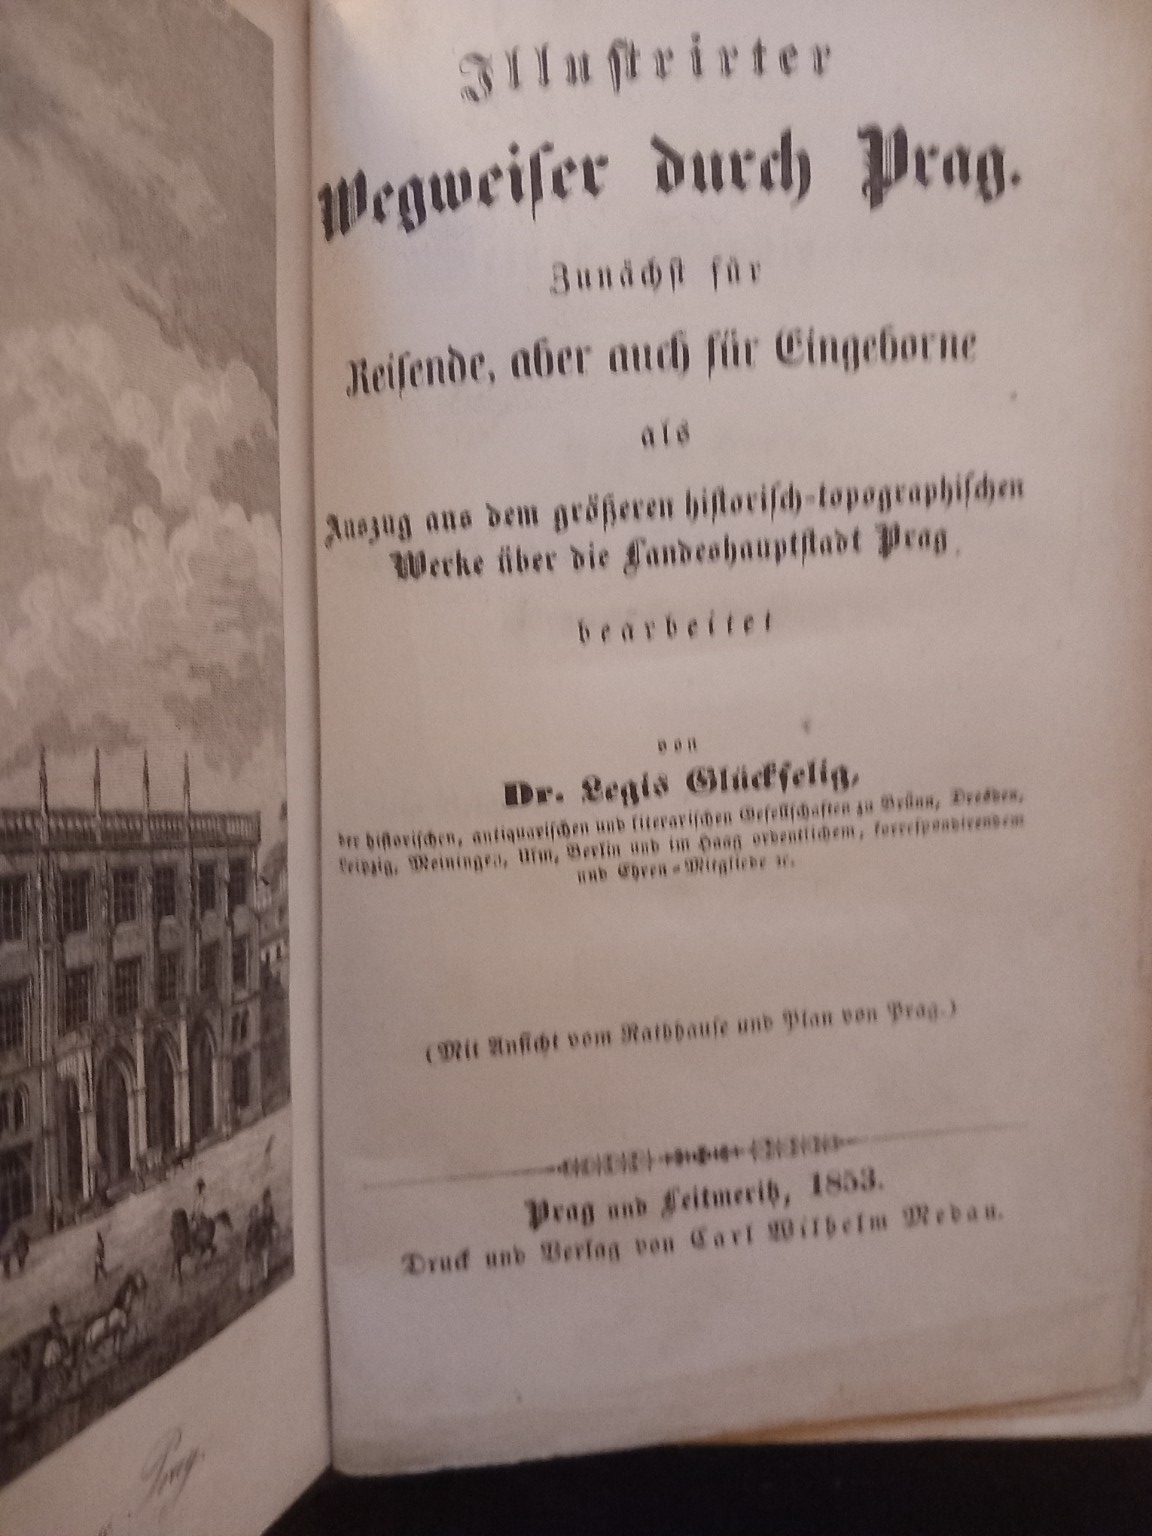 Illustrirter
Wegweiser durch Prag.
Zunächst für
Reisende, aber auch für Eingeborne
als
Auszug aus dem größeren historisch-topographischen
Werke über die Landeshauptstadt Prag
bearbeitet
von
Dr. Legis Glückselig,
der historischen, antiquarischen und literarischen Gesellschaften zu Brünn, Dresden,
Leipzig, Meiningen, Ulm, Berlin und im Haag ordentlichem, korrespondirendem
und Ehren-Mitgliede ꝛc.
(Mit Ansicht vom Rathhause und Plan von Prag.)
Prag und Leitmeritz, 1853.
Druck und Verlag von Carl Wilhelm Medau.
Prag.